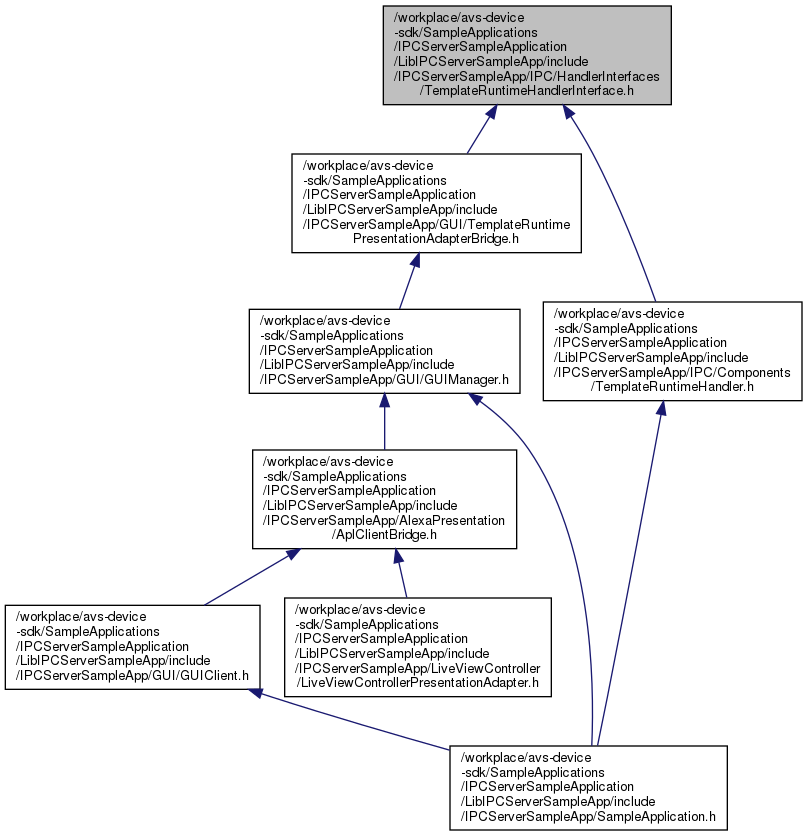 /workplace/avs-device
-sdk/SampleApplications
/IPCServerSampleApplication
/LibIPCServerSampleApp/include
/IPCServerSampleApp/IPC/HandlerInterfaces
/TemplateRuntimeHandlerInterface.h
/workplace/avs-device
-sdk/SampleApplications
/IPCServerSampleApplication
/LibIPCServerSampleApp/include
/IPCServerSampleApp/GUI/TemplateRuntime
PresentationAdapterBridge.h
/workplace/avs-device
-sdk/SampleApplications
/IPCServerSampleApplication
/LibIPCServerSampleApp/include
/IPCServerSampleApp/IPC/Components
/TemplateRuntimeHandler.h
/workplace/avs-device
-sdk/SampleApplications
/IPCServerSampleApplication
/LibIPCServerSampleApp/include
/IPCServerSampleApp/GUI/GUIManager.h
/workplace/avs-device
-sdk/SampleApplications
/IPCServerSampleApplication
/LibIPCServerSampleApp/include
/IPCServerSampleApp/AlexaPresentation
/AplClientBridge.h
/workplace/avs-device
-sdk/SampleApplications
/IPCServerSampleApplication
/LibIPCServerSampleApp/include
/IPCServerSampleApp/GUI/GUIClient.h
/workplace/avs-device
-sdk/SampleApplications
/IPCServerSampleApplication
/LibIPCServerSampleApp/include
/IPCServerSampleApp/LiveViewController
/LiveViewControllerPresentationAdapter.h
/workplace/avs-device
-sdk/SampleApplications
/IPCServerSampleApplication
/LibIPCServerSampleApp/include
/IPCServerSampleApp/SampleApplication.h